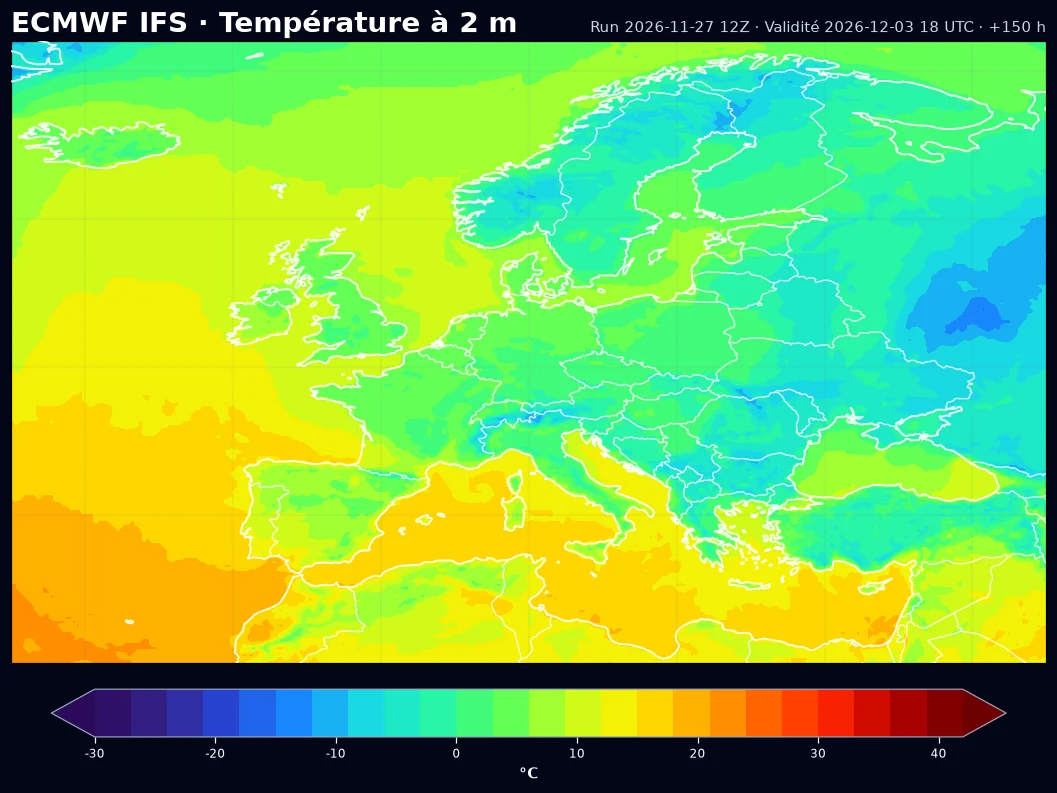 ECMWF IFS · Température à 2 m
Run 2026-11-27 12Z · Validité 2026-12-03 18 UTC · +150 h
-30 -20 -10 0 10 20 30 40
°C